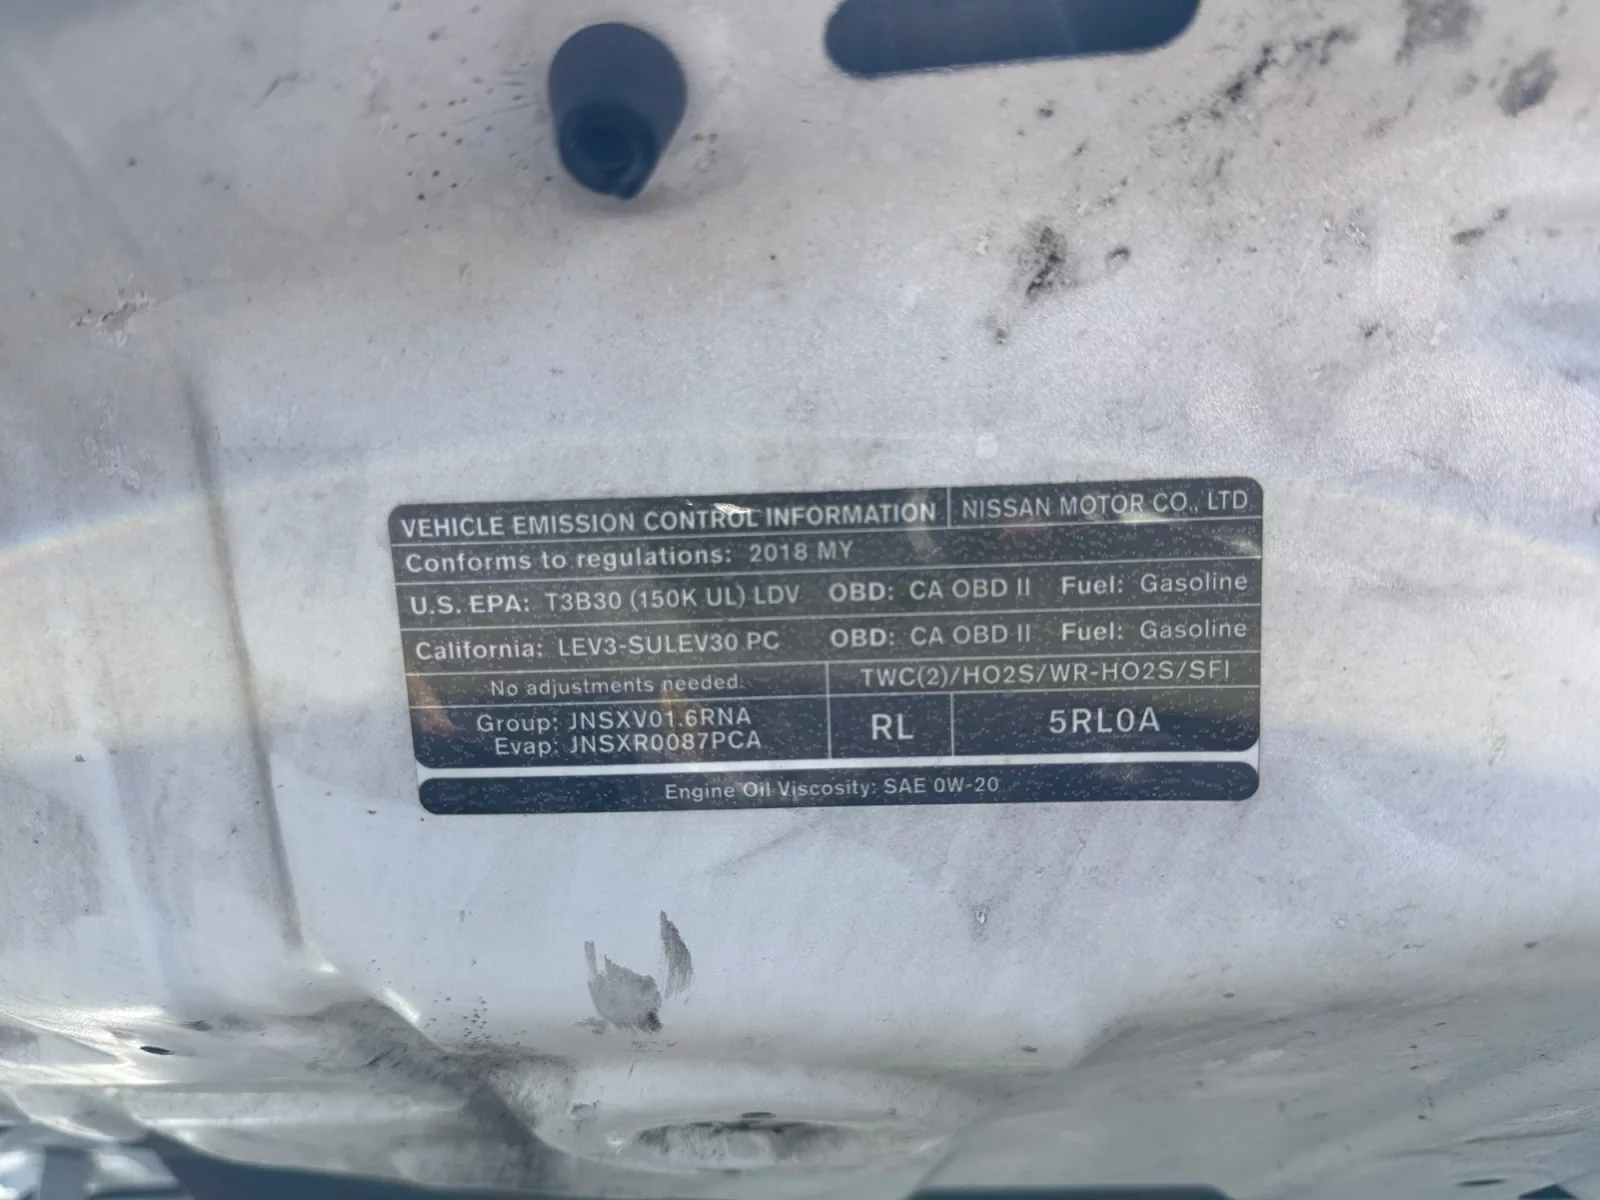 VEHICLE EMISSION CONTROL INFORMATION NISSAN MOTOR CO., LTD
Conforms to regulations: 2018 MY
U.S. EPA: T3B30 (150K UL) LDV OBD: CA OBD II Fuel: Gasoline
California: LEV3-SULEV30 PC OBD: CA OBD II Fuel: Gasoline
No adjustments needed. TWC(2)/HO2S/WR-HO2S/SFI
Group: JNSXV01.6RNA
Evap: JNSXR0087PCA
RL 5RL0A
Engine Oil Viscosity: SAE 0W-20